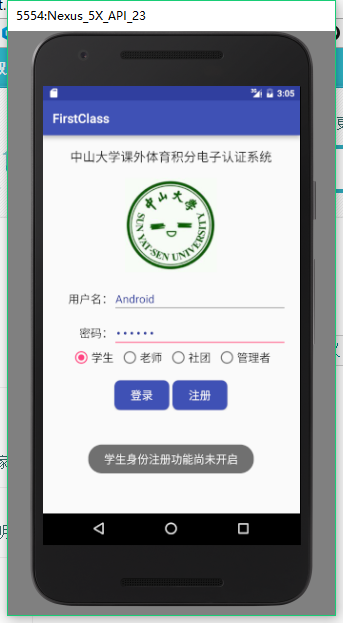 5554:Nexus_5X_API_23
3:05
FirstClass
中山大学课外体育积分电子认证系统
中山大学
SUN YAT-SEN UNIVERSITY
用户名： Android
密码： ••••••
学生 老师 社团 管理者
登录 注册
学生身份注册功能尚未开启